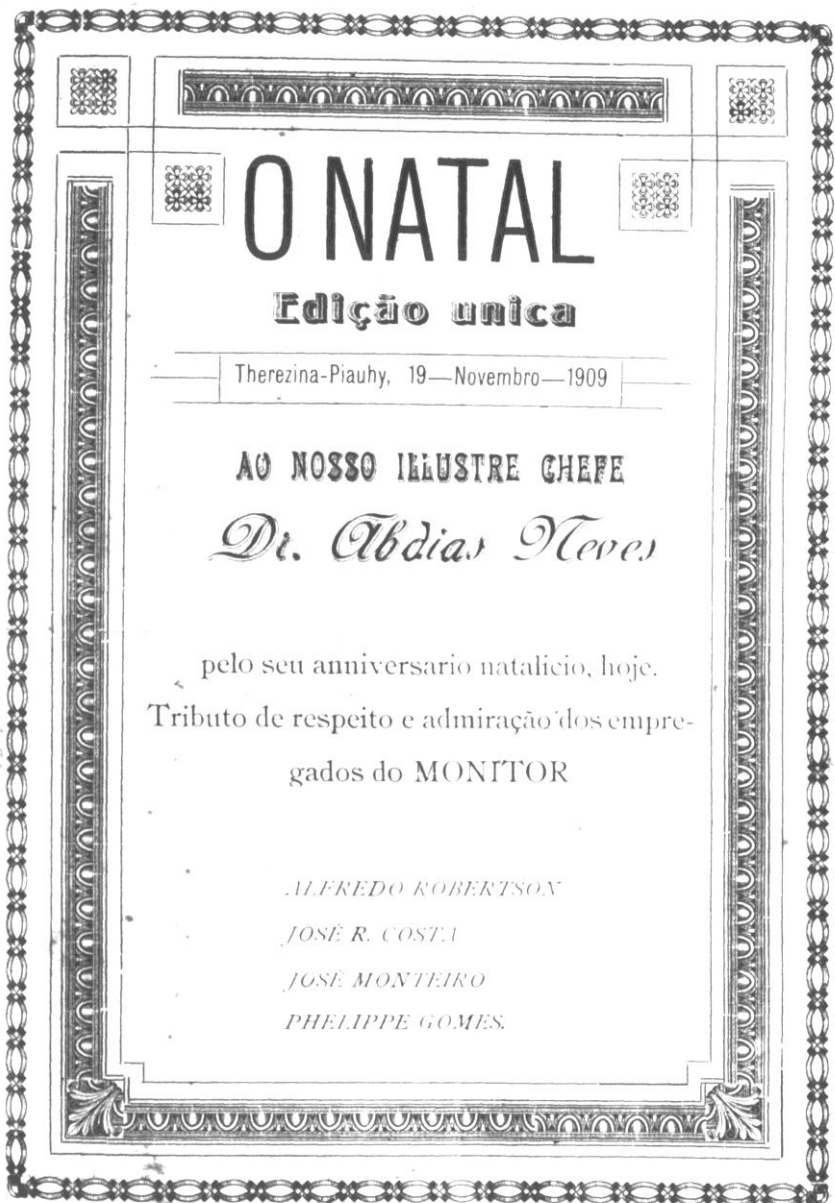 O NATAL
Edição unica
Therezina-Piauhy, 19—Novembro—1909
AO NOSSO ILLUSTRE CHEFE
Dr. Abdias Neves
pelo seu anniversario natalicio, hoje.
Tributo de respeito e admiração dos empre-
gados do MONITOR
ALFREDO ROBERTSON
JOSÉ R. COSTA
JOSÉ MONTEIRO
PHELIPPE GOMES.